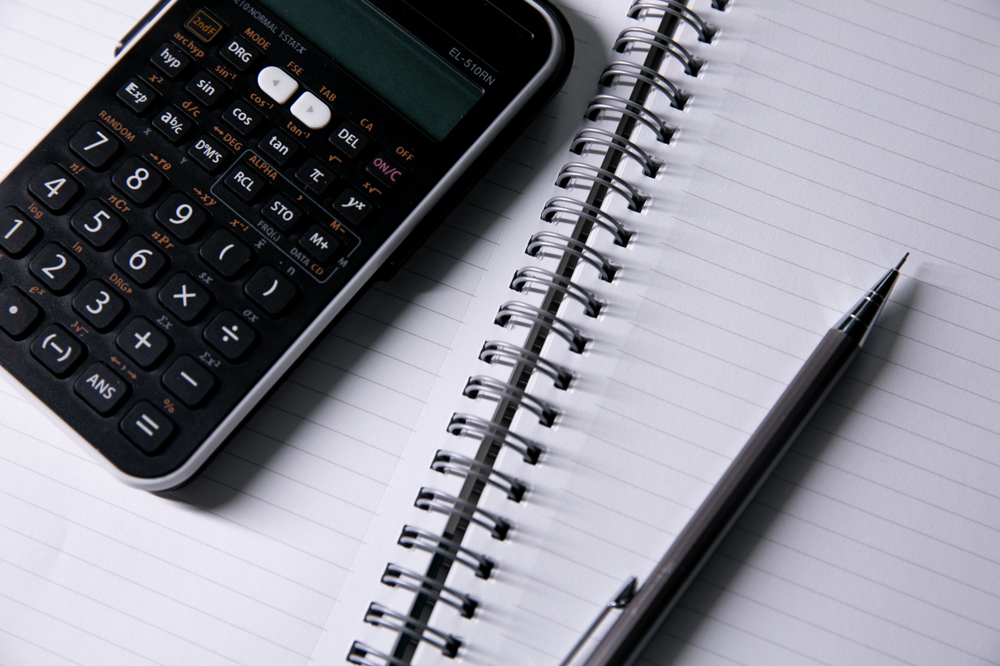 E 10:NORMAL 1:STATx
EL-510RN
2ndF
MODE
DRG
FSE
TAB
CA
DEL
OFF
ON/C
arc hyp
hyp
sin⁻¹
sin
cos⁻¹
cos
tan⁻¹
tan
√
π
x√
yx
x²
Exp
d/c
ab/c
↔DEG
D°M'S
ALPHA
RCL
,
STO
M-
M+
X
Y
FRQ(,)
DATA CD
M
RANDOM
7
→rθ
8
→xy
9
x⁻¹
(
x̄
)
n
n!
4
nCr
5
nPr
6
×
sx
÷
σx
log
1
ln
2
DRG▸
3
+
Σx
−
Σx²
•
eˣ
(−)
³√
ANS
↔,→
=
%